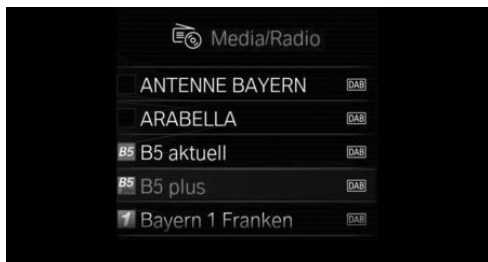 Media/Radio
ANTENNE BAYERN DAB
ARABELLA DAB
B5 B5 aktuell DAB
B5 B5 plus DAB
1 Bayern 1 Franken DAB